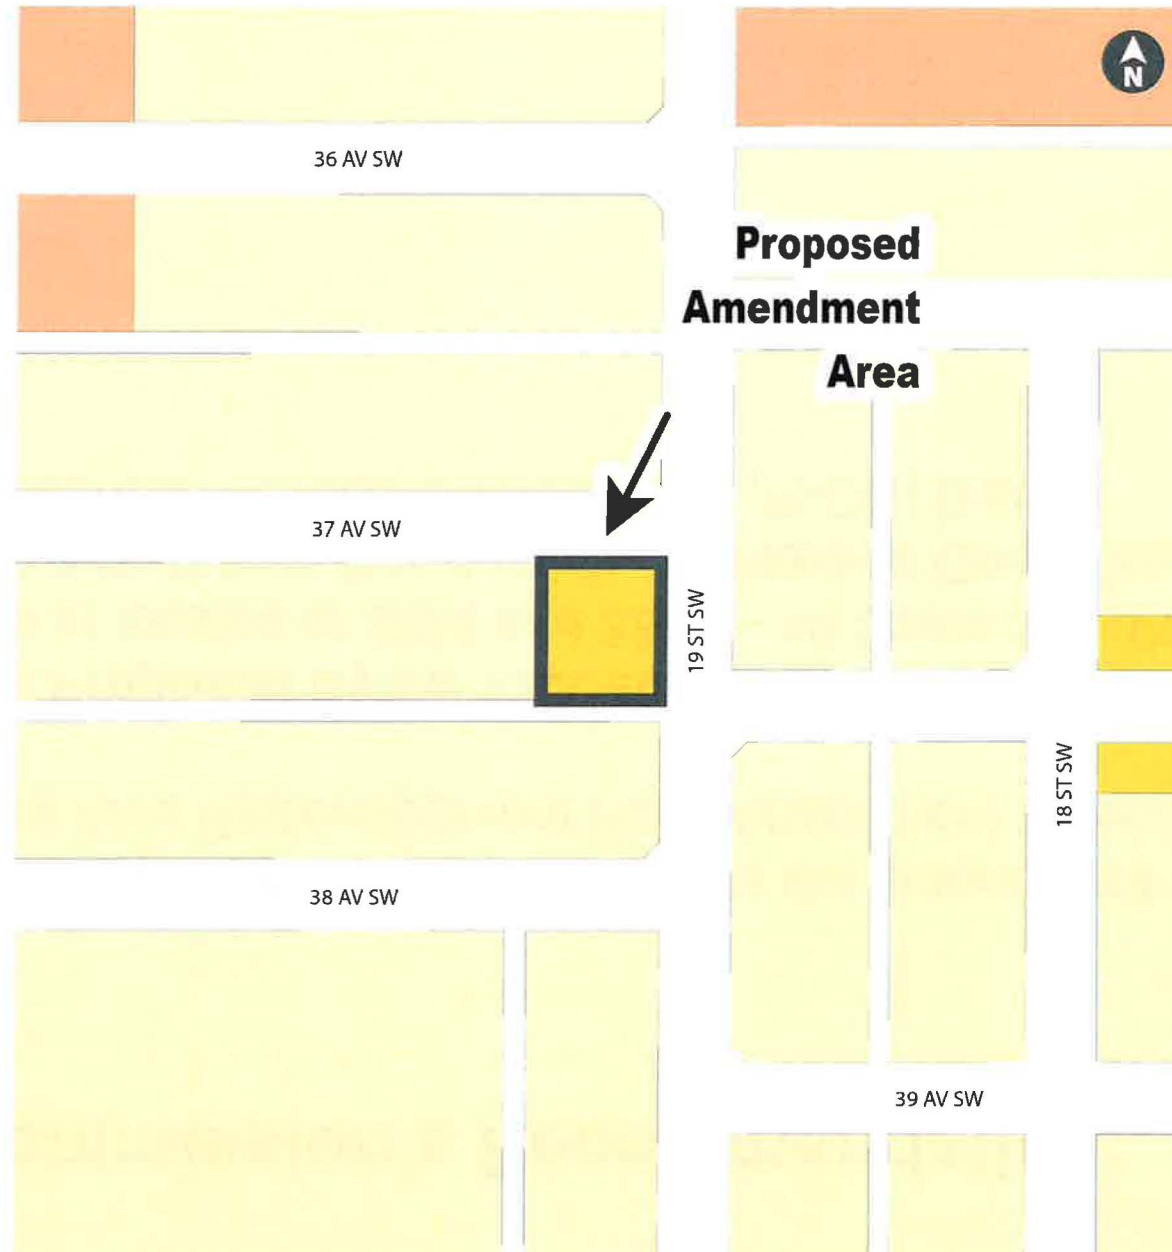 N
36 AV SW
Proposed
Amendment
Area
37 AV SW
19 ST SW
18 ST SW
38 AV SW
39 AV SW